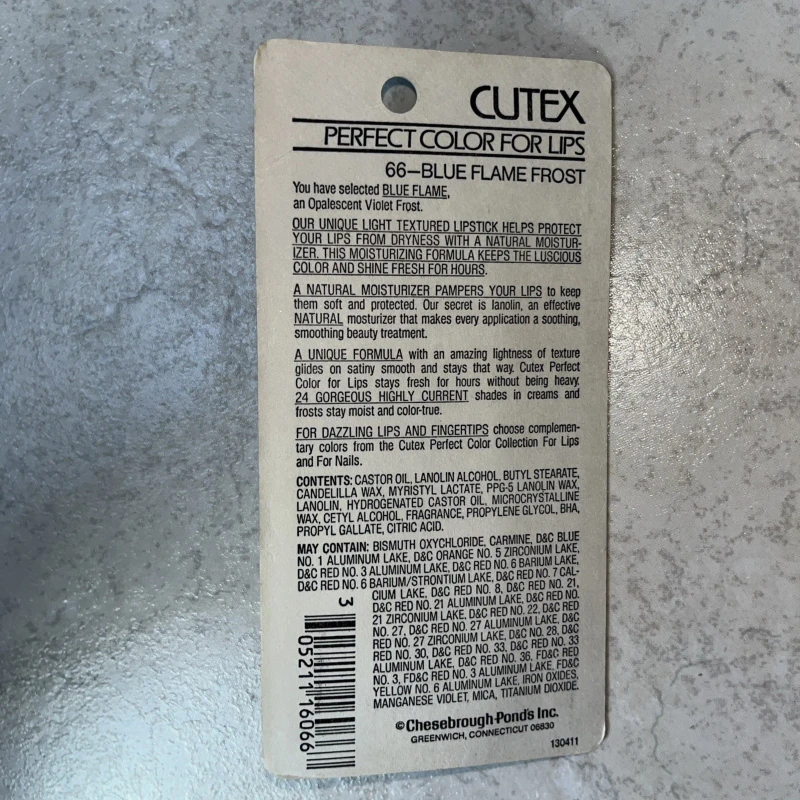 CUTEX
PERFECT COLOR FOR LIPS
66—BLUE FLAME FROST
You have selected BLUE FLAME,
an Opalescent Violet Frost.
OUR UNIQUE LIGHT TEXTURED LIPSTICK HELPS PROTECT
YOUR LIPS FROM DRYNESS WITH A NATURAL MOISTUR-
IZER. THIS MOISTURIZING FORMULA KEEPS THE LUSCIOUS
COLOR AND SHINE FRESH FOR HOURS.
A NATURAL MOISTURIZER PAMPERS YOUR LIPS to keep
them soft and protected. Our secret is lanolin, an effective
NATURAL mosturizer that makes every application a soothing,
smoothing beauty treatment.
A UNIQUE FORMULA with an amazing lightness of texture
glides on satiny smooth and stays that way. Cutex Perfect
Color for Lips stays fresh for hours without being heavy.
24 GORGEOUS HIGHLY CURRENT shades in creams and
frosts stay moist and color-true.
FOR DAZZLING LIPS AND FINGERTIPS choose complemen-
tary colors from the Cutex Perfect Color Collection For Lips
and For Nails.
CONTENTS: CASTOR OIL, LANOLIN ALCOHOL, BUTYL STEARATE,
CANDELILLA WAX, MYRISTYL LACTATE, PPG-5 LANOLIN WAX,
LANOLIN, HYDROGENATED CASTOR OIL, MICROCRYSTALLINE
WAX, CETYL ALCOHOL, FRAGRANCE, PROPYLENE GLYCOL, BHA,
PROPYL GALLATE, CITRIC ACID.
MAY CONTAIN: BISMUTH OXYCHLORIDE, CARMINE, D&C BLUE
NO. 1 ALUMINUM LAKE, D&C ORANGE NO. 5 ZIRCONIUM LAKE,
D&C RED NO. 3 ALUMINUM LAKE, D&C RED NO. 6 BARIUM LAKE,
D&C RED NO. 6 BARIUM/STRONTIUM LAKE, D&C RED NO. 7 CAL-
CIUM LAKE, D&C RED NO. 8, D&C RED NO. 21,
D&C RED NO. 21 ALUMINUM LAKE, D&C RED NO.
21 ZIRCONIUM LAKE, D&C RED NO. 22, D&C RED
NO. 27, D&C RED NO. 27 ALUMINUM LAKE, D&C
RED NO. 27 ZIRCONIUM LAKE, D&C NO. 28, D&C
RED NO. 30, D&C RED NO. 33, D&C RED NO. 33
ALUMINUM LAKE, D&C RED NO. 36, FD&C RED
NO. 3, FD&C RED NO. 3 ALUMINUM LAKE, FD&C
YELLOW NO. 6 ALUMINUM LAKE, IRON OXIDES,
MANGANESE VIOLET, MICA, TITANIUM DIOXIDE.
3
05211 16066
©Chesebrough-Pond's Inc.
GREENWICH, CONNECTICUT 06830
130411